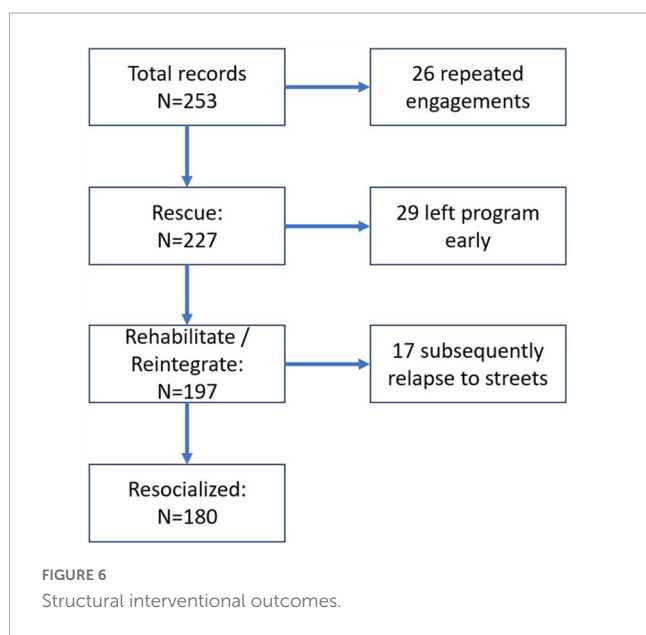 Total records
N=253
26 repeated
engagements
Rescue:
N=227
29 left program
early
Rehabilitate /
Reintegrate:
N=197
17 subsequently
relapse to streets
Resocialized:
N=180
FIGURE 6
Structural interventional outcomes.